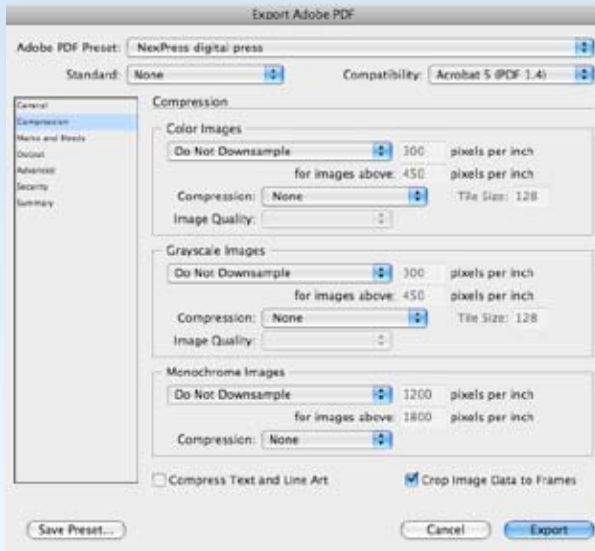 Export Adobe PDF
Adobe PDF Preset: NexPress digital press
Standard: None Compatibility: Acrobat 5 (PDF 1.4)
General
Compression
Marks and Bleeds
Output
Advanced
Security
Summary
Compression
Color Images
Do Not Downsample 300 pixels per inch
for images above: 450 pixels per inch
Compression: None Tile Size: 128
Image Quality:
Grayscale Images
Do Not Downsample 300 pixels per inch
for images above: 450 pixels per inch
Compression: None Tile Size: 128
Image Quality:
Monochrome Images
Do Not Downsample 1200 pixels per inch
for images above: 1800 pixels per inch
Compression: None
Compress Text and Line Art Crop Image Data to Frames
Save Preset... Cancel Export